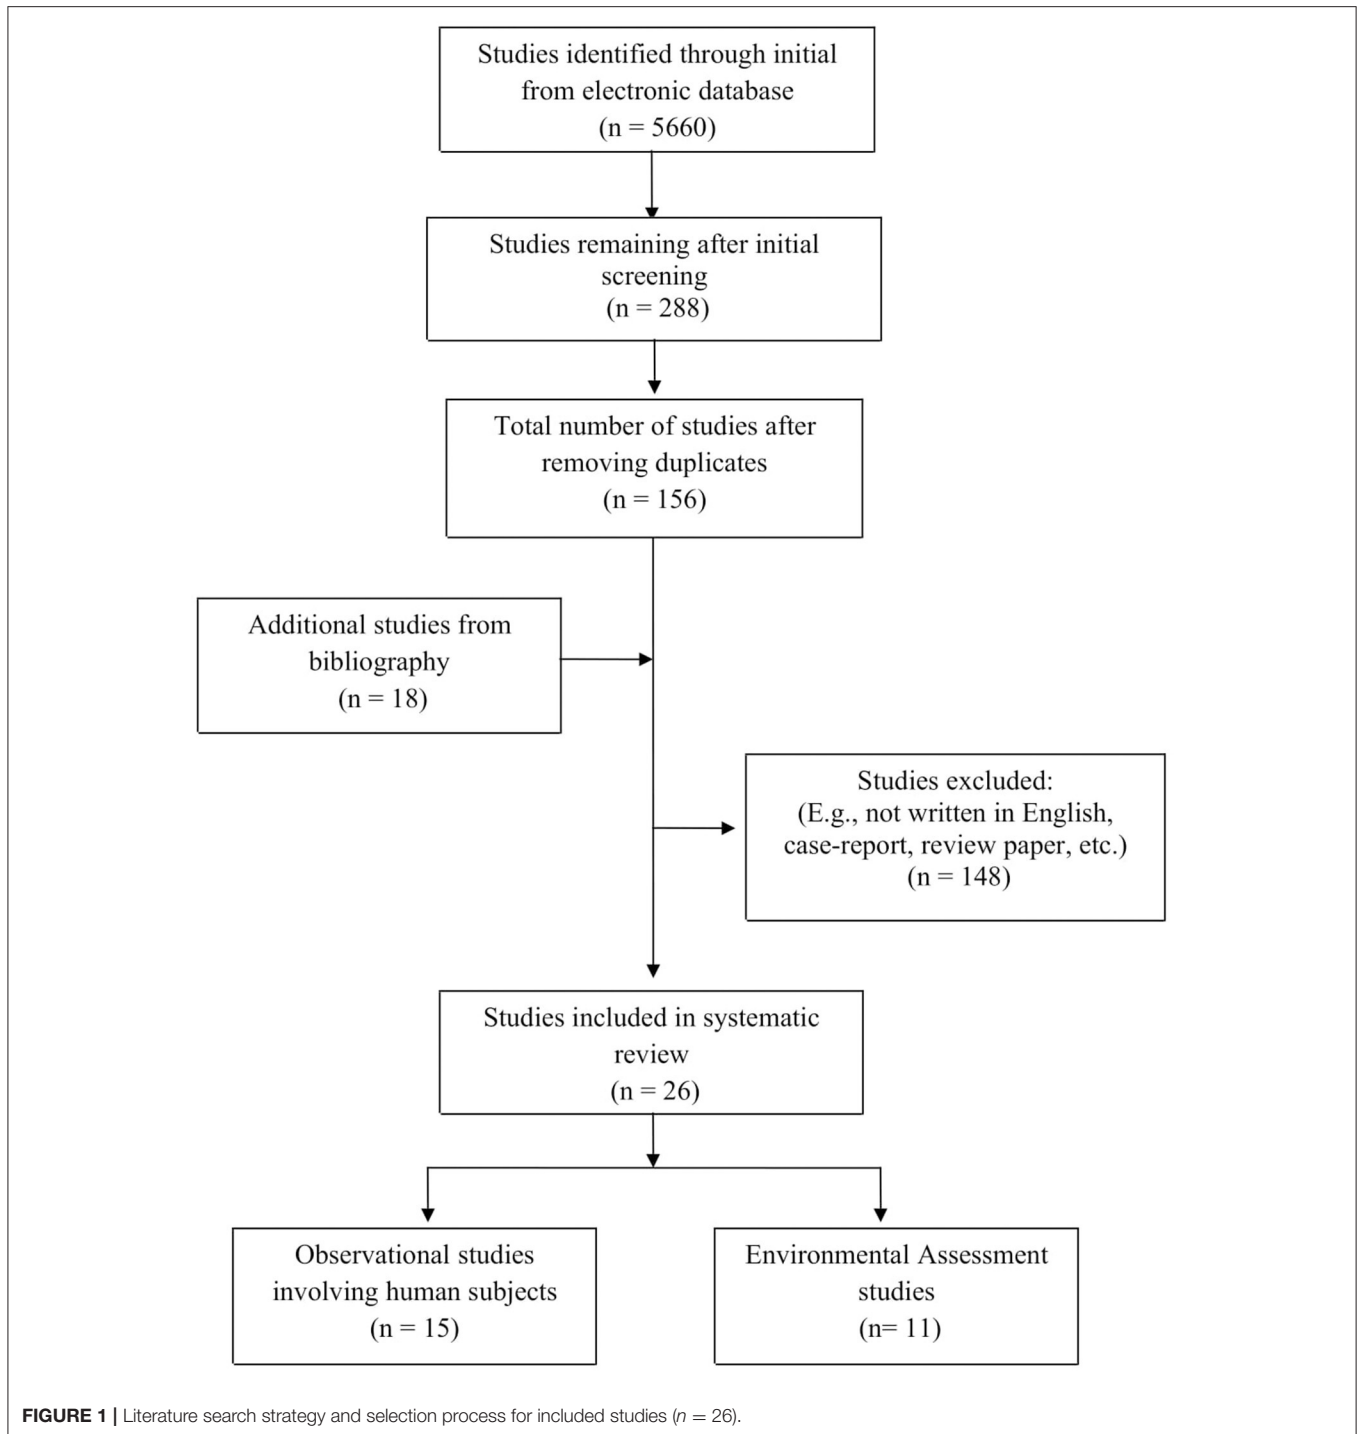 Studies identified through initial
from electronic database
(n = 5660)
Studies remaining after initial
screening
(n = 288)
Total number of studies after
removing duplicates
(n = 156)
Additional studies from
bibliography
(n = 18)
Studies excluded:
(E.g., not written in English,
case-report, review paper, etc.)
(n = 148)
Studies included in systematic
review
(n = 26)
Observational studies
involving human subjects
(n = 15)
Environmental Assessment
studies
(n= 11)
FIGURE 1 | Literature search strategy and selection process for included studies (n = 26).